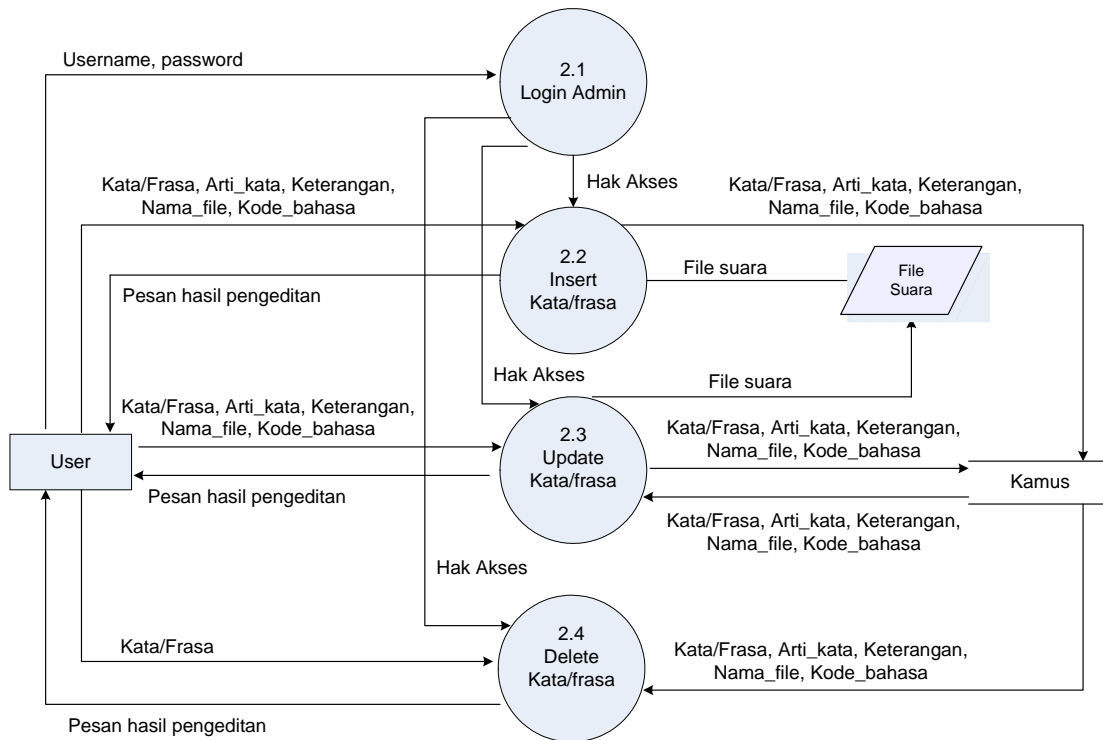 Username, password
2.1
Login Admin
Hak Akses
Kata/Frasa, Arti_kata, Keterangan,
Nama_file, Kode_bahasa
Kata/Frasa, Arti_kata, Keterangan,
Nama_file, Kode_bahasa
2.2
Insert
Kata/frasa
File suara
File
Suara
Pesan hasil pengeditan
Hak Akses
File suara
Kata/Frasa, Arti_kata, Keterangan,
Nama_file, Kode_bahasa
2.3
Update
Kata/frasa
Kata/Frasa, Arti_kata, Keterangan,
Nama_file, Kode_bahasa
User
Pesan hasil pengeditan
Kamus
Kata/Frasa, Arti_kata, Keterangan,
Nama_file, Kode_bahasa
Hak Akses
Kata/Frasa
2.4
Delete
Kata/frasa
Kata/Frasa, Arti_kata, Keterangan,
Nama_file, Kode_bahasa
Pesan hasil pengeditan